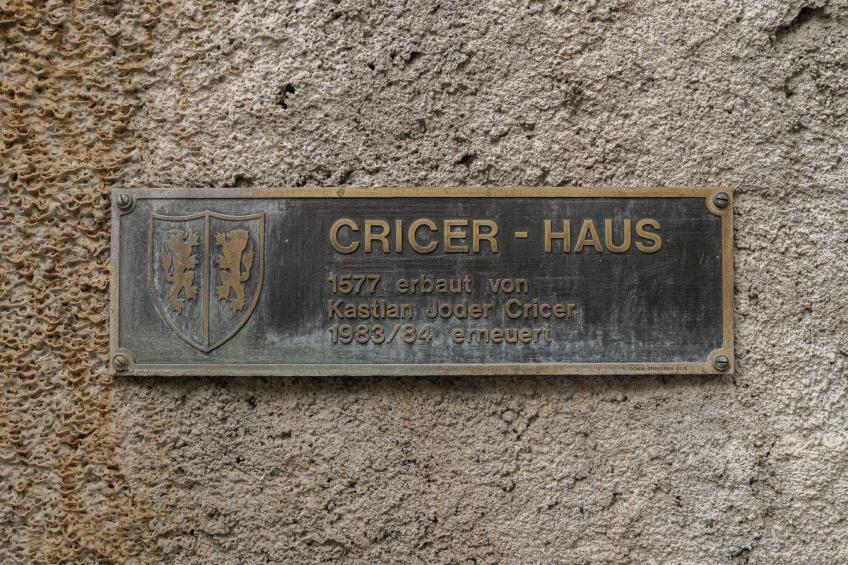 CRICER - HAUS
1577 erbaut von
Kastlan Joder Cricer
1983/84 erneuert